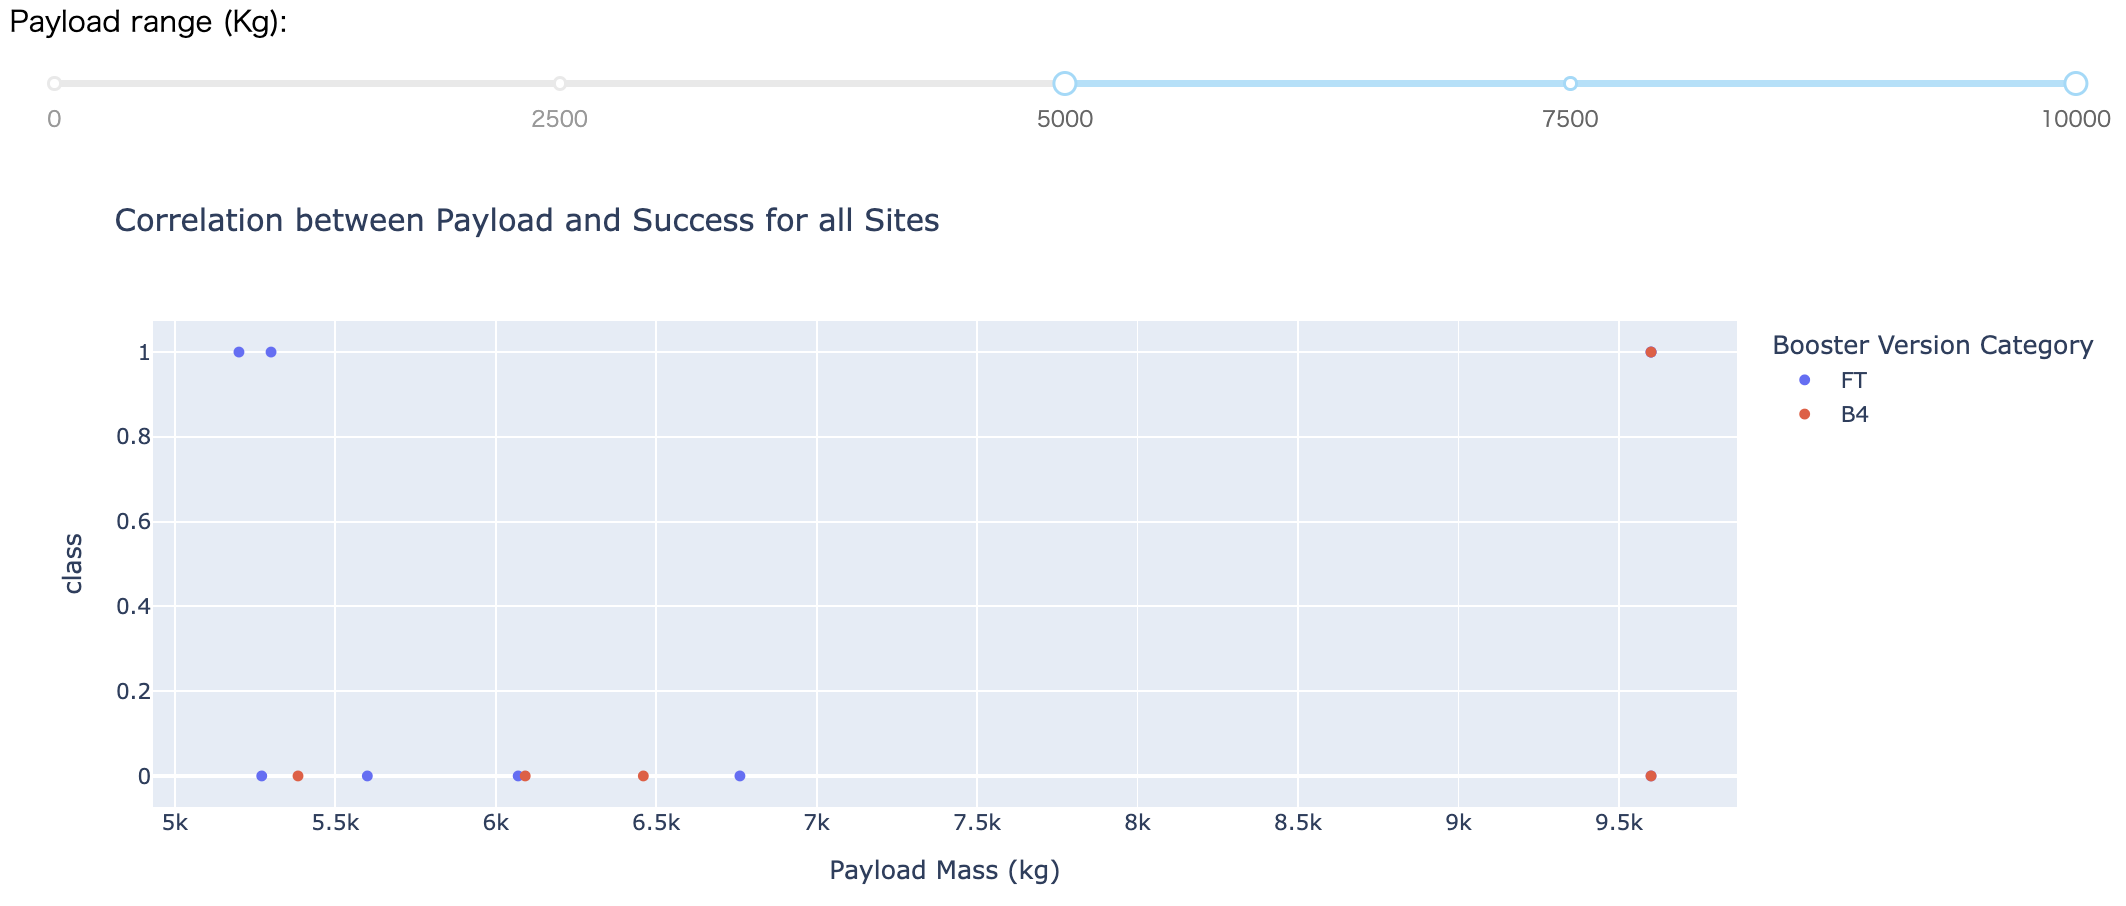 Payload range (Kg):
0 2500 5000 7500 10000
Correlation between Payload and Success for all Sites
1
0.8
0.6
0.4
0.2
0
class
5k 5.5k 6k 6.5k 7k 7.5k 8k 8.5k 9k 9.5k
Payload Mass (kg)
Booster Version Category
FT
B4